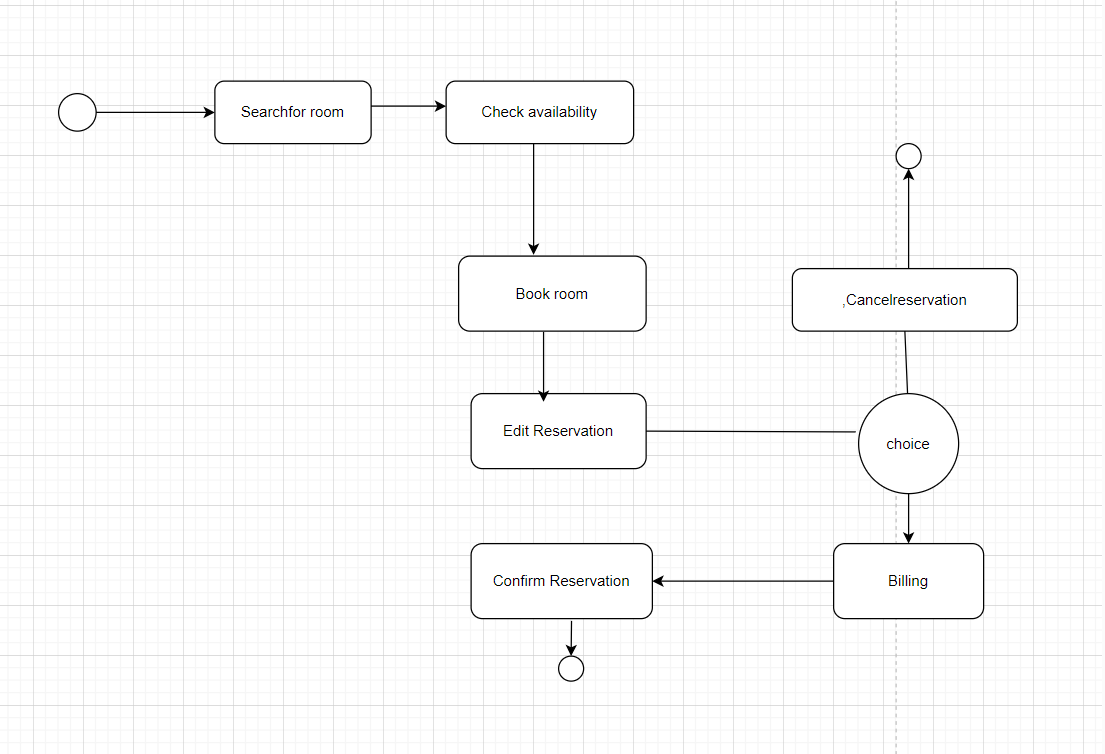 Searchfor room
Check availability
Book room
,Cancelreservation
Edit Reservation
choice
Confirm Reservation
Billing